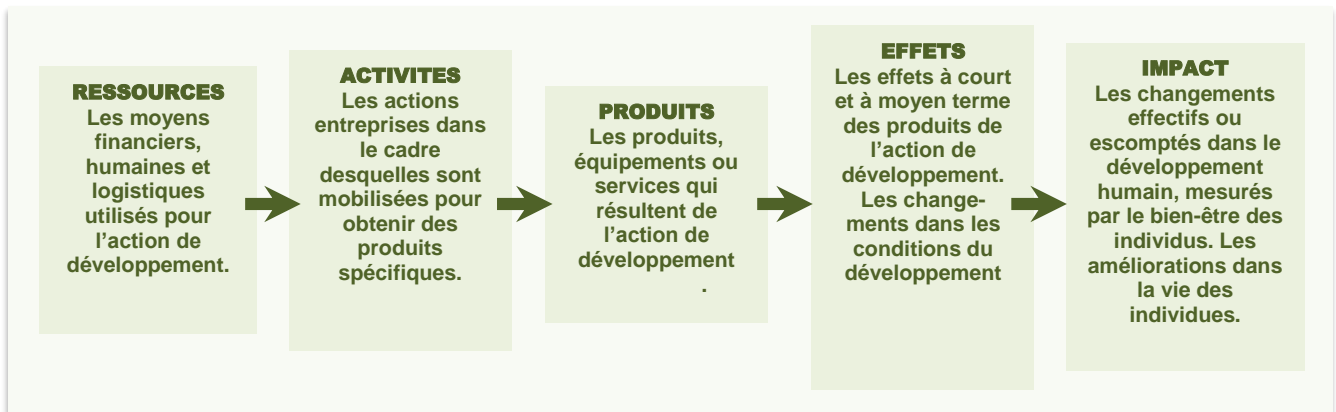 RESSOURCES
Les moyens
financiers,
humaines et
logistiques
utilisés pour
l'action de
développement.
ACTIVITES
Les actions
entreprises dans
le cadre
desquelles sont
mobilisées pour
obtenir des
produits
spécifiques.
PRODUITS
Les produits,
équipements ou
services qui
résultent de
l'action de
développement
.
EFFETS
Les effets à court
et à moyen terme
des produits de
l'action de
développement.
Les change-
ments dans les
conditions du
développement
IMPACT
Les changements
effectifs ou
escomptés dans le
développement
humain, mesurés
par le bien-être des
individus. Les
améliorations dans
la vie des
individues.